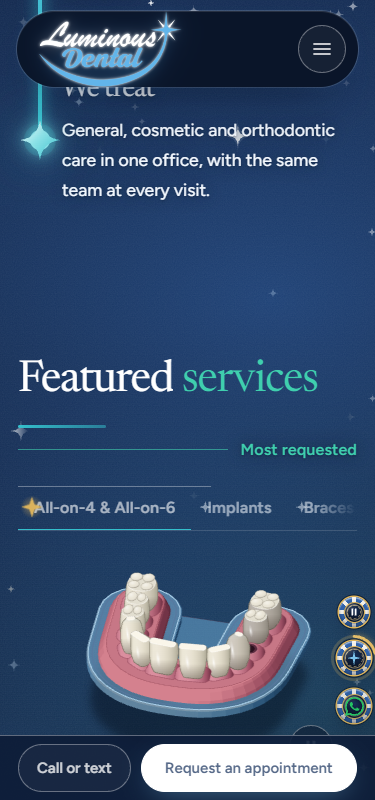 Luminous
Dental
We treat
General, cosmetic and orthodontic
care in one office, with the same
team at every visit.
Featured services
Most requested
All-on-4 & All-on-6
Implants
Braces
Call or text
Request an appointment